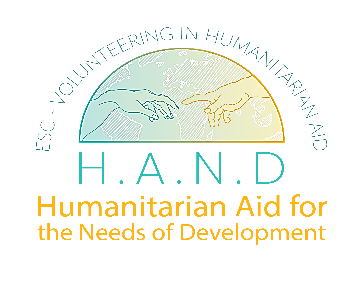 ESC - VOLUNTEERING IN HUMANITARIAN AID
H.A.N.D
Humanitarian Aid for
the Needs of Development